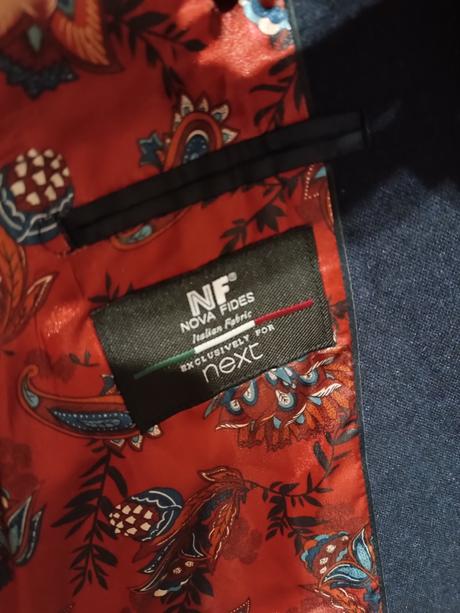 NF®
NOVA FIDES
Italian Fabric
EXCLUSIVELY FOR
next